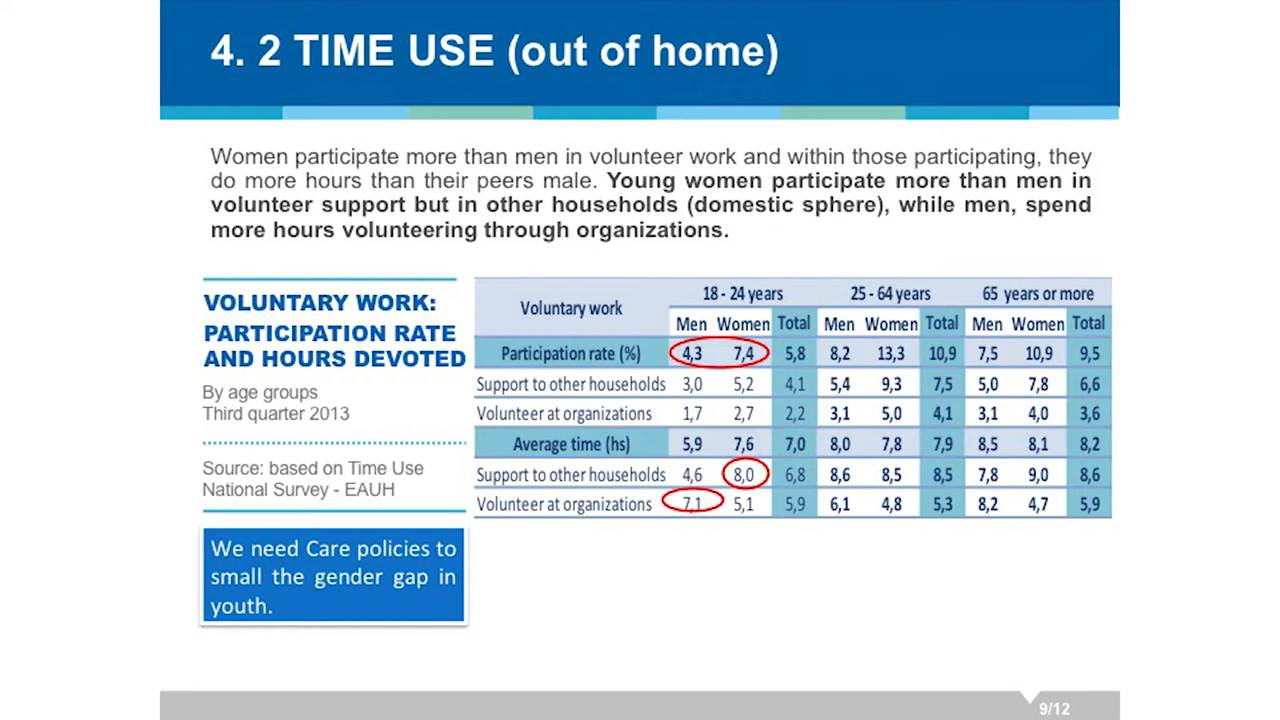 4. 2 TIME USE (out of home)
Women participate more than men in volunteer work and within those participating, they
do more hours than their peers male. Young women participate more than men in
volunteer support but in other households (domestic sphere), while men, spend
more hours volunteering through organizations.
VOLUNTARY WORK:
PARTICIPATION RATE
AND HOURS DEVOTED
By age groups
Third quarter 2013
Source: based on Time Use
National Survey - EAUH
We need Care policies to
small the gender gap in
youth.
Voluntary work 18 - 24 years 25 - 64 years 65 years or more
Men Women Total Men Women Total Men Women Total
Participation rate (%) 4,3 7,4 5,8 8,2 13,3 10,9 7,5 10,9 9,5
Support to other households 3,0 5,2 4,1 5,4 9,3 7,5 5,0 7,8 6,6
Volunteer at organizations 1,7 2,7 2,2 3,1 5,0 4,1 3,1 4,0 3,6
Average time (hs) 5,9 7,6 7,0 8,0 7,8 7,9 8,5 8,1 8,2
Support to other households 4,6 8,0 6,8 8,6 8,5 8,5 7,8 9,0 8,6
Volunteer at organizations 7,1 5,1 5,9 6,1 4,8 5,3 8,2 4,7 5,9
9/12